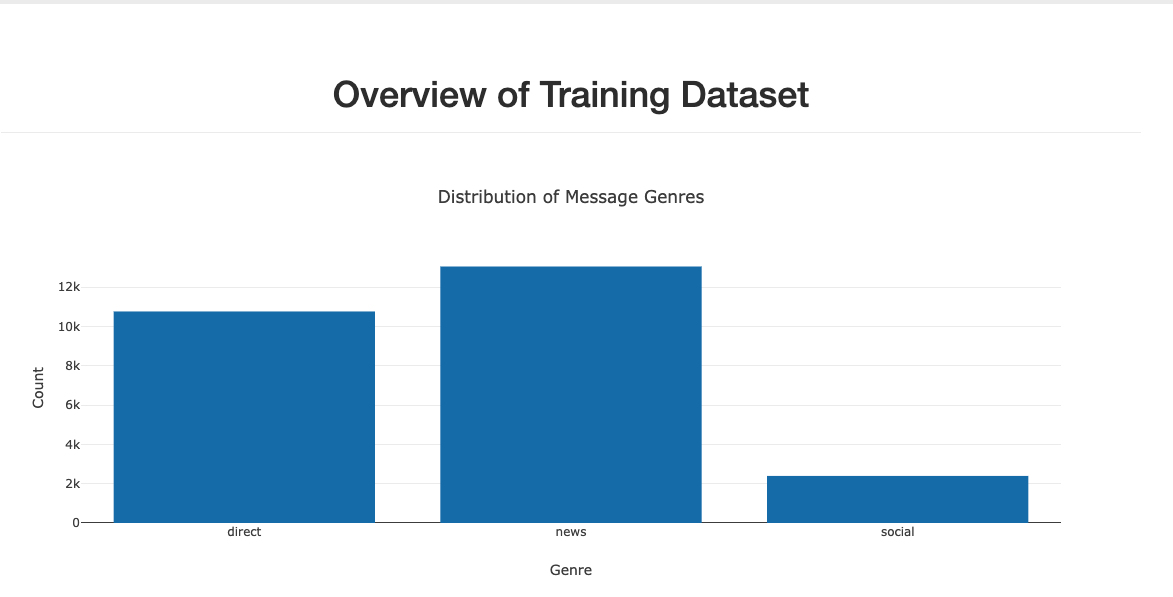 Overview of Training Dataset
Distribution of Message Genres
12k
10k
8k
6k
4k
2k
0
Count
direct news social
Genre